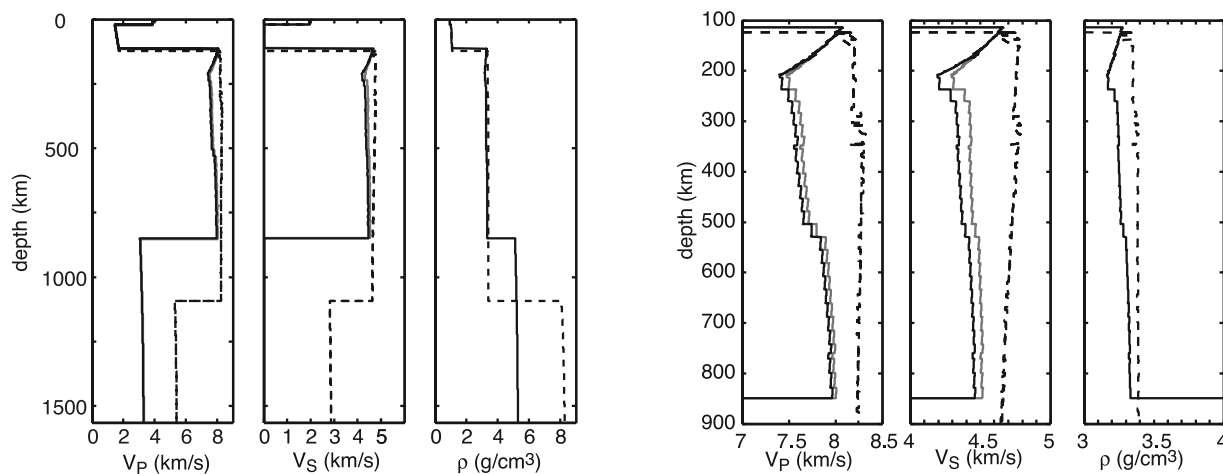 0
500
1000
1500
depth (km)
0 2 4 6 8
V_P (km/s)
0 1 2 3 4 5
V_S (km/s)
0 2 4 6 8
ρ (g/cm³)
100
200
300
400
500
600
700
800
900
depth (km)
7 7.5 8 8.5
V_P (km/s)
4 4.5 5
V_S (km/s)
3 3.5 4
ρ (g/cm³)